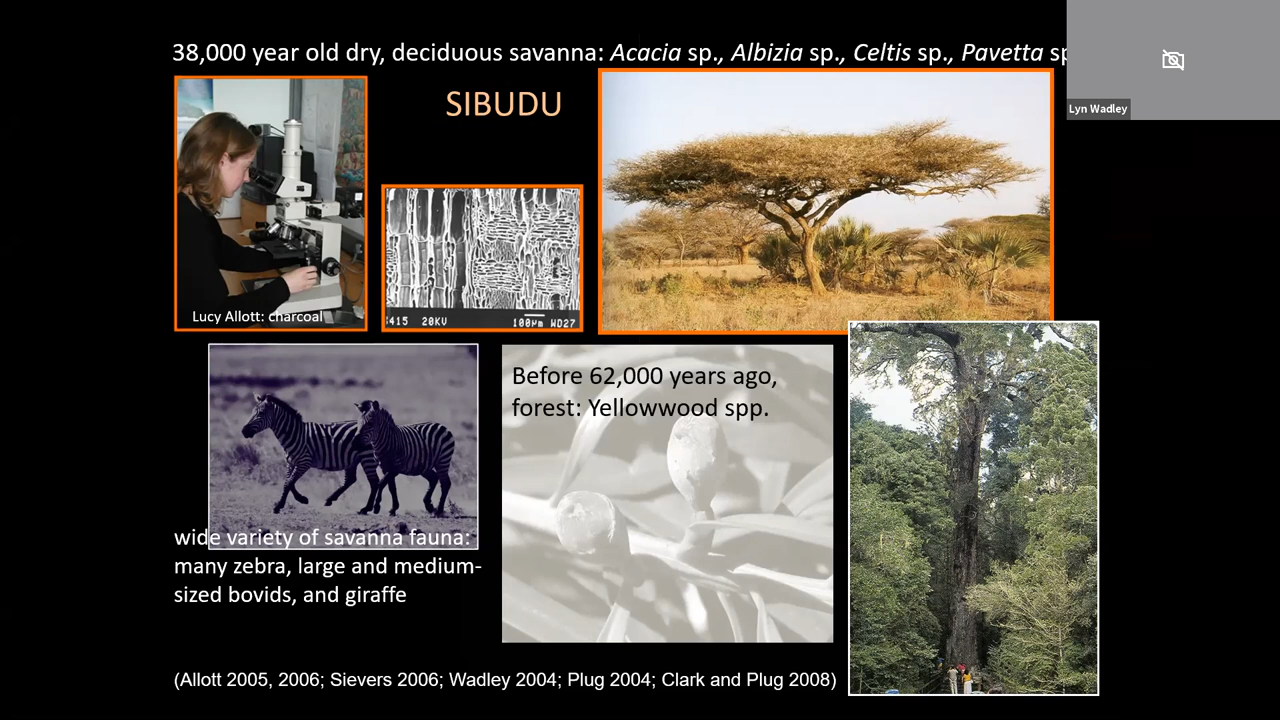 38,000 year old dry, deciduous savanna: Acacia sp., Albizia sp., Celtis sp., Pavetta sp
Lyn Wadley
SIBUDU
Lucy Allott: charcoal
415 20KV 100µm WD27
Before 62,000 years ago,
forest: Yellowwood spp.
wide variety of savanna fauna:
many zebra, large and medium-
sized bovids, and giraffe
(Allott 2005, 2006; Sievers 2006; Wadley 2004; Plug 2004; Clark and Plug 2008)